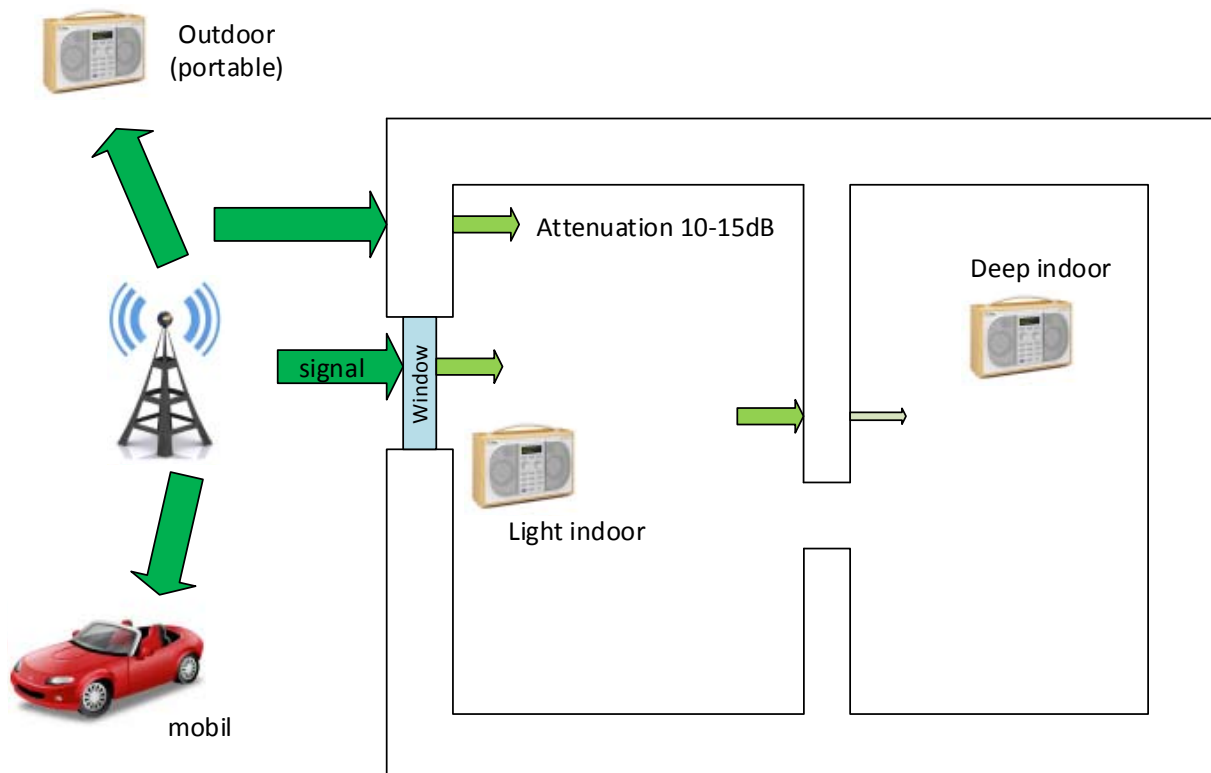 Outdoor
(portable)
Attenuation 10-15dB
Deep indoor
signal
Window
Light indoor
mobil